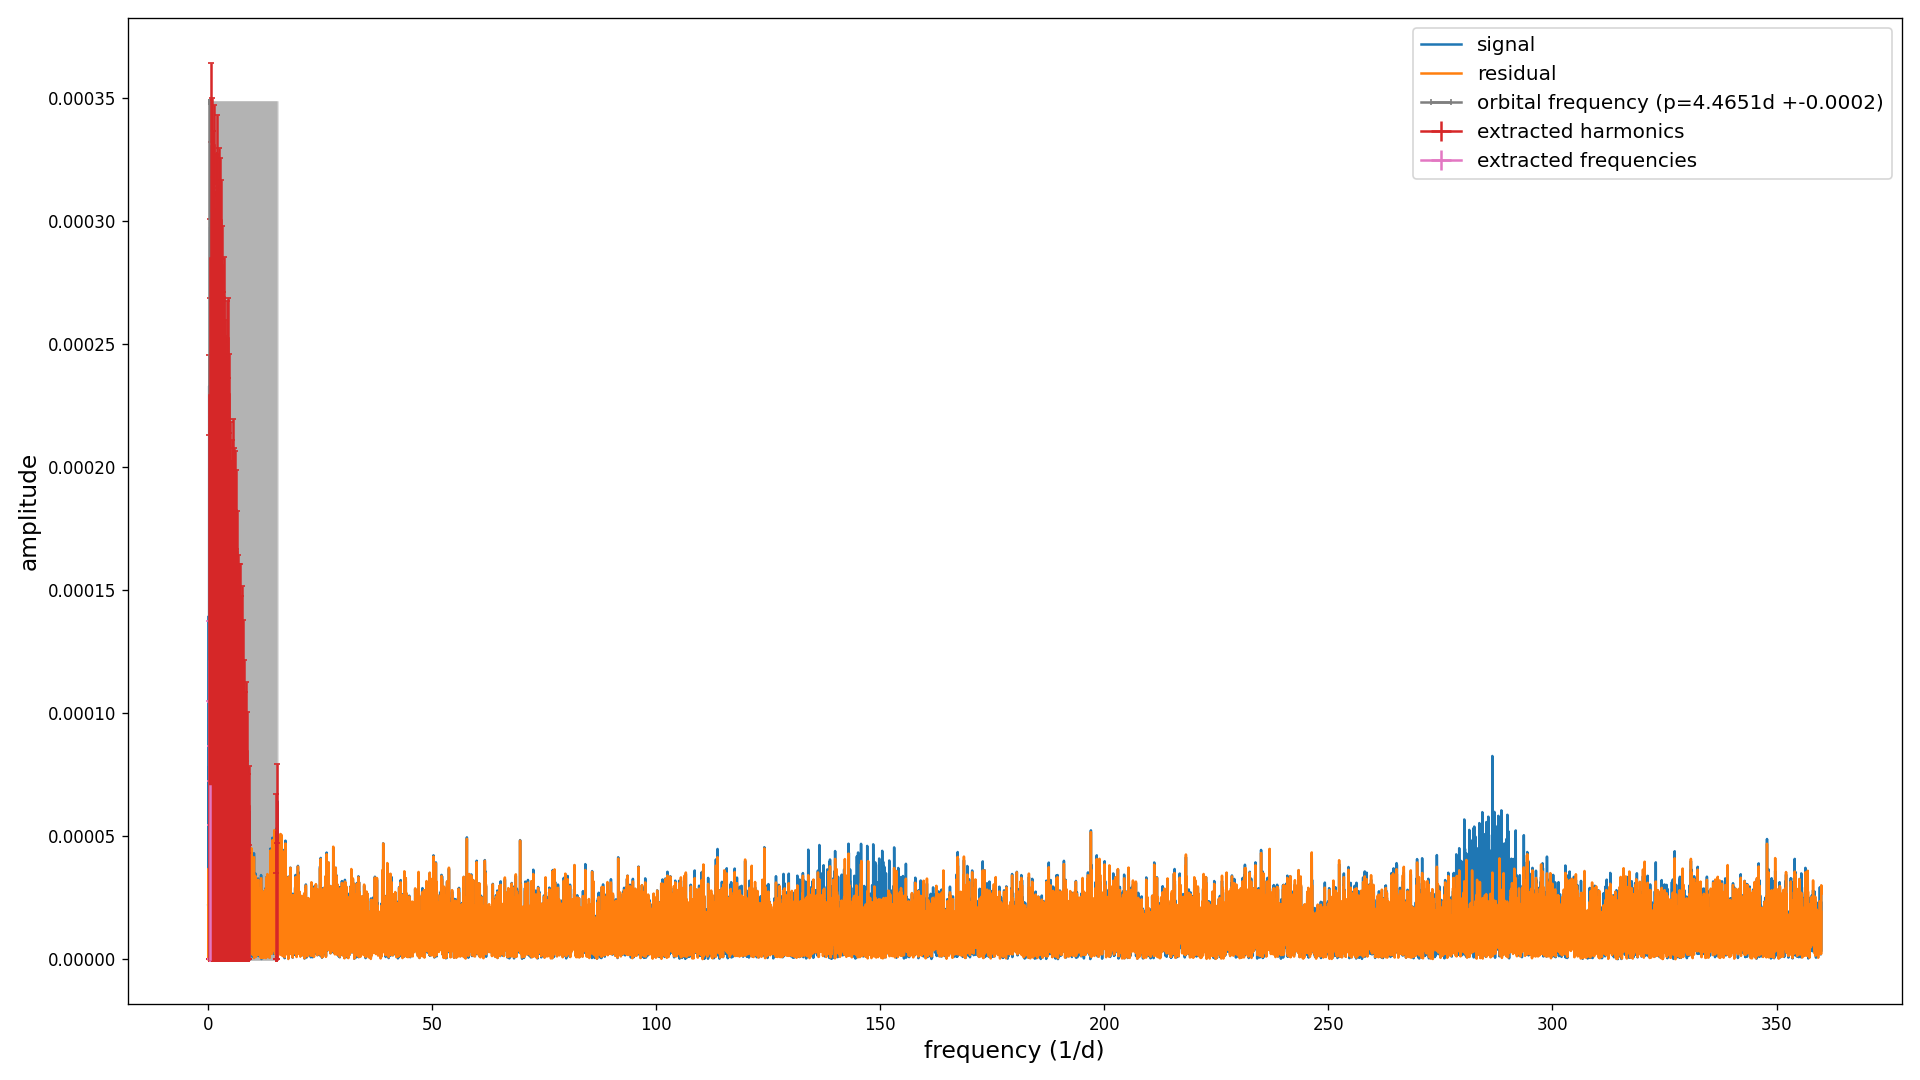 signal
residual
orbital frequency (p=4.4651d +-0.0002)
extracted harmonics
extracted frequencies
0.00035
0.00030
0.00025
0.00020
0.00015
0.00010
0.00005
0.00000
amplitude
0 50 100 150 200 250 300 350
frequency (1/d)